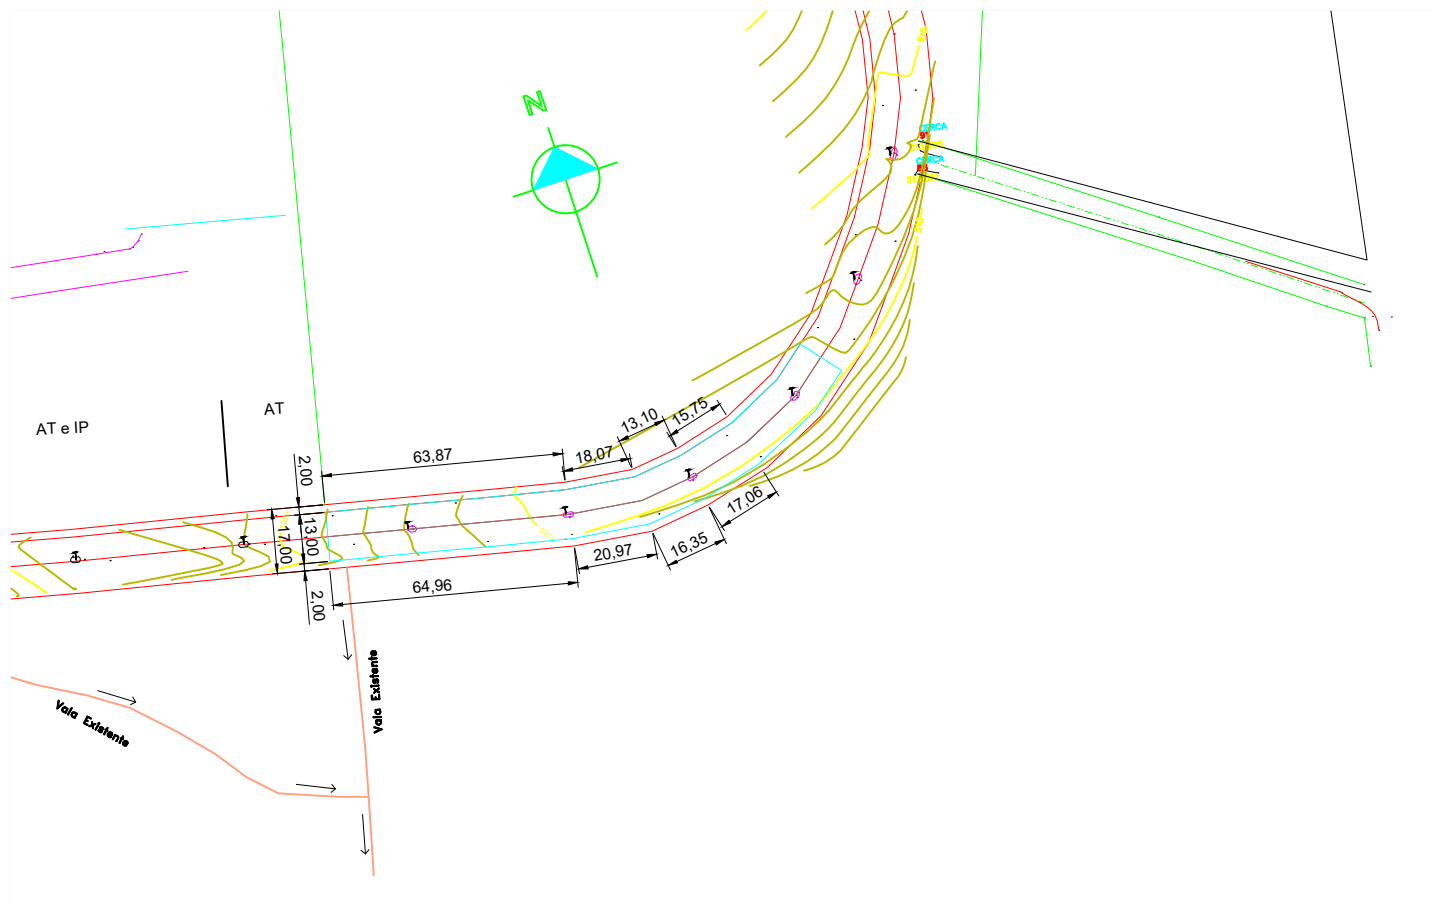 N
CERCA
CERCA
AT
AT e IP
13,10
15,75
63,87
18,07
2,00
13,00
17,00
17,06
16,35
20,97
64,96
2,00
Vala Existente
Vala Existente